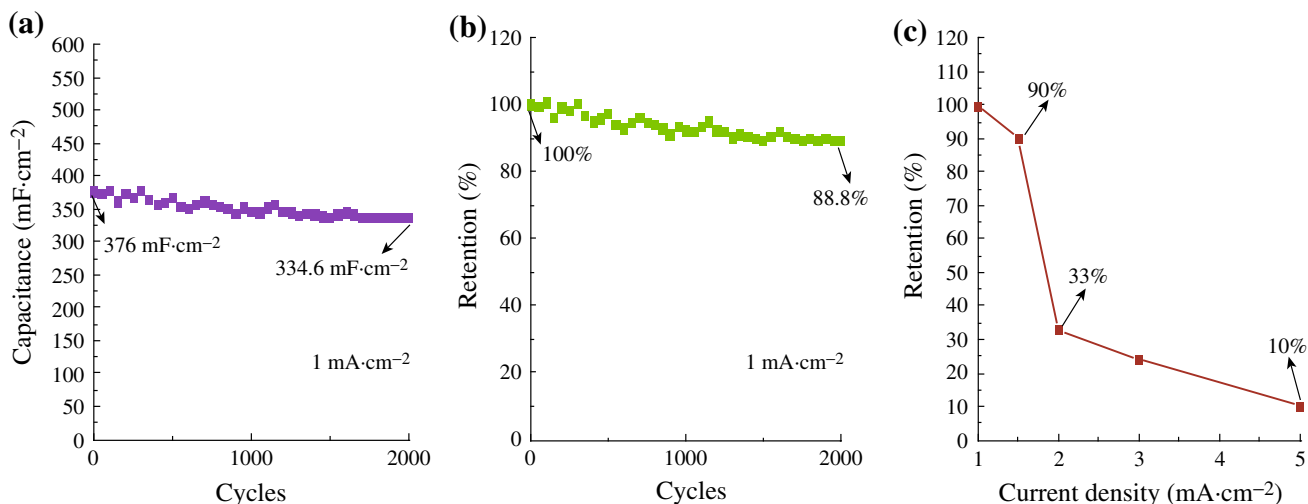 (a)
600
550
500
450
400
350
300
250
200
150
100
50
0
Capacitance (mF·cm⁻²)
376 mF·cm⁻²
334.6 mF·cm⁻²
1 mA·cm⁻²
0 1000 2000
Cycles
(b)
120
100
80
60
40
20
0
Retention (%)
100%
88.8%
1 mA·cm⁻²
0 1000 2000
Cycles
(c)
120
110
100
90
80
70
60
50
40
30
20
10
0
Retention (%)
90%
33%
10%
1 2 3 4 5
Current density (mA·cm⁻²)